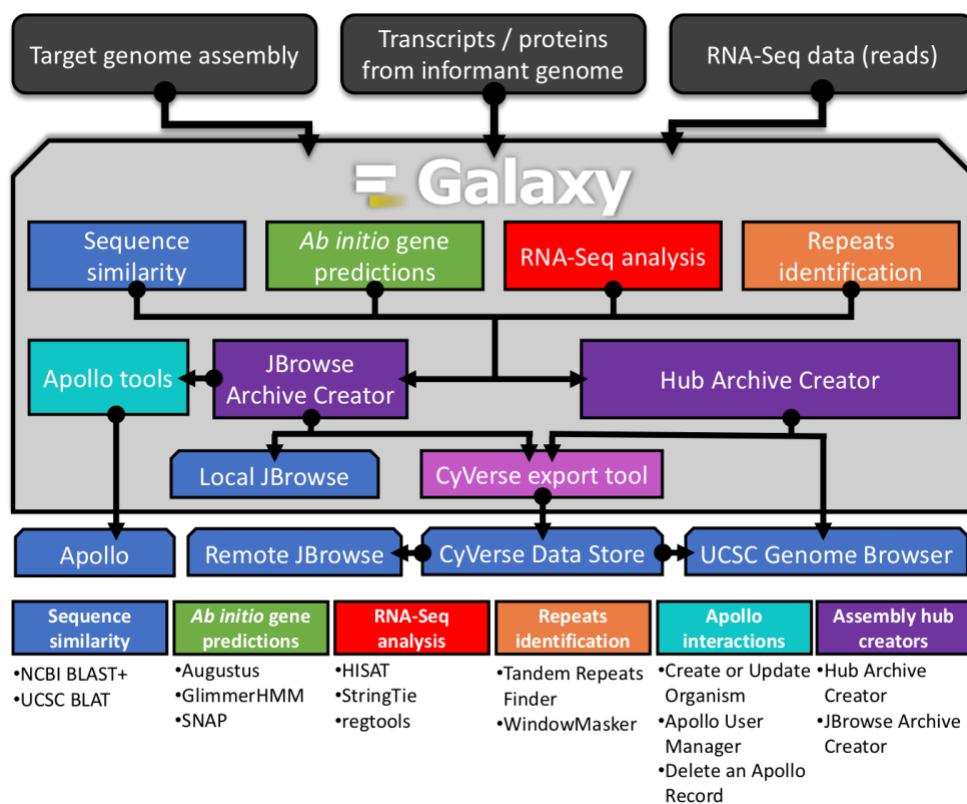 Target genome assembly
Transcripts / proteins
from informant genome
RNA-Seq data (reads)
Galaxy
Sequence
similarity
Ab initio gene
predictions
RNA-Seq analysis
Repeats
identification
Apollo tools
JBrowse
Archive Creator
Hub Archive Creator
Local JBrowse
CyVerse export tool
Apollo
Remote JBrowse
CyVerse Data Store
UCSC Genome Browser
Sequence
similarity
•NCBI BLAST+
•UCSC BLAT
Ab initio gene
predictions
•Augustus
•GlimmerHMM
•SNAP
RNA-Seq
analysis
•HISAT
•StringTie
•regtools
Repeats
identification
•Tandem Repeats
Finder
•WindowMasker
Apollo
interactions
•Create or Update
Organism
•Apollo User
Manager
•Delete an Apollo
Record
Assembly hub
creators
•Hub Archive
Creator
•JBrowse Archive
Creator